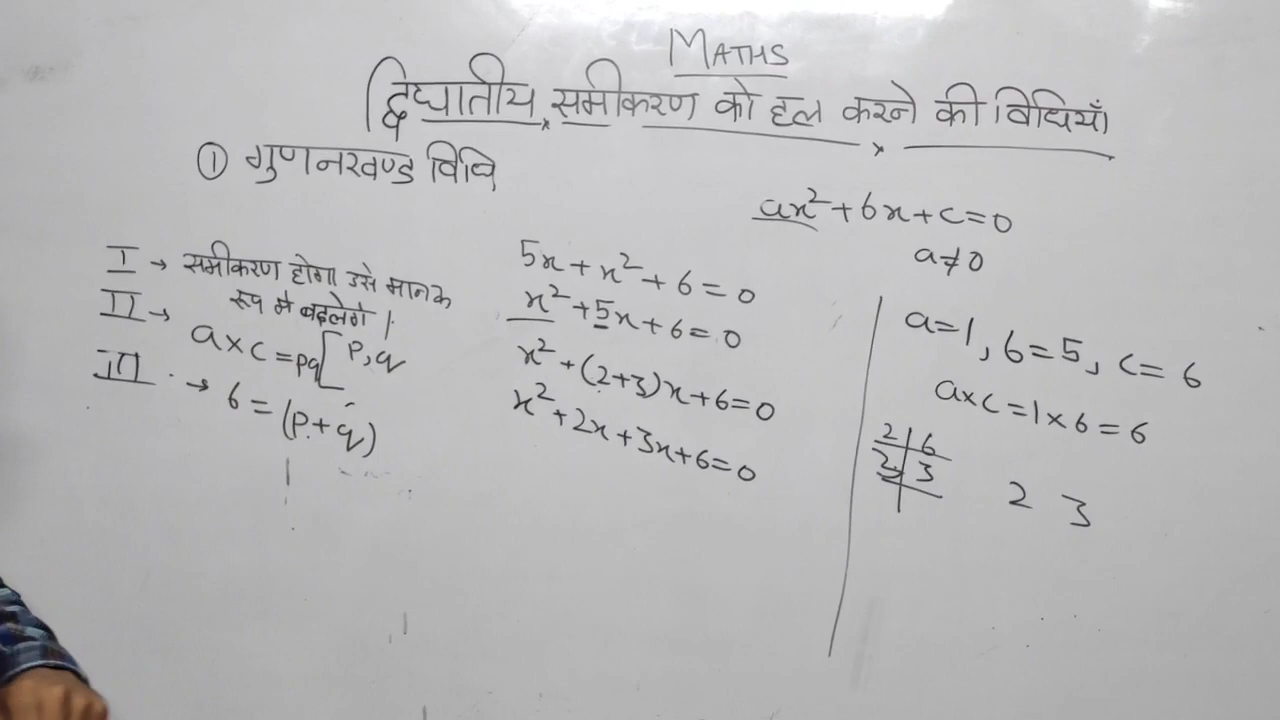 MATHS
द्विघातीय समीकरण को हल करने की विधियाँ
① गुणनखण्ड विधि
ax²+bx+c=0
a≠0
I → समीकरण होगा उसे मानक
रूप मे बदलेगे।
II → a×c=pq[p,q
III → b=(p+q)
5x+x²+6=0
x²+5x+6=0
x²+(2+3)x+6=0
x²+2x+3x+6=0
a=1, b=5, c=6
a×c=1×6=6
2|6
3
2 3